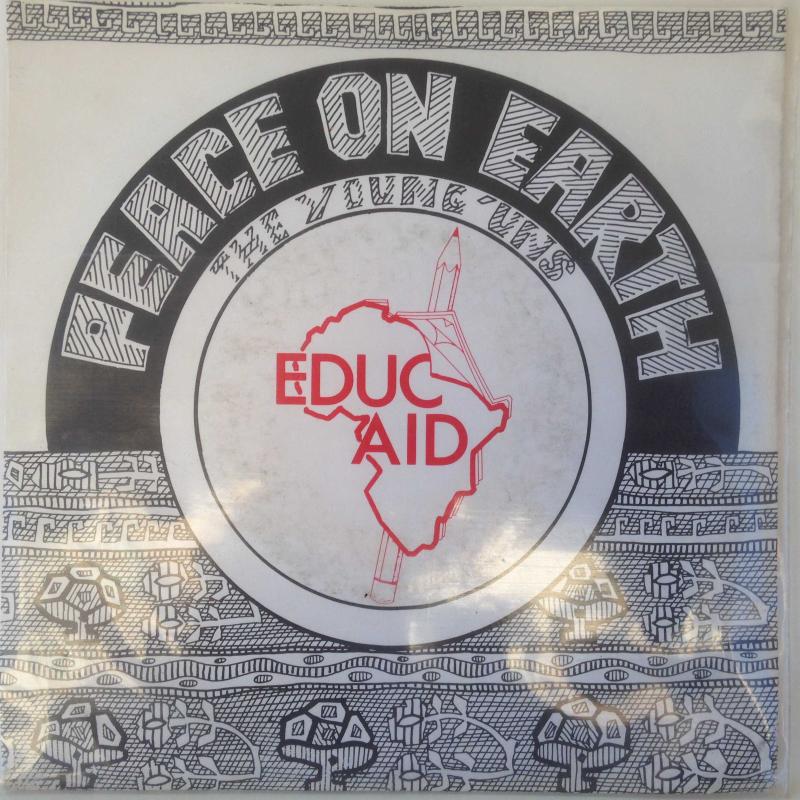 PEACE ON EARTH
THE YOUNG 'UNS
EDUC
AID